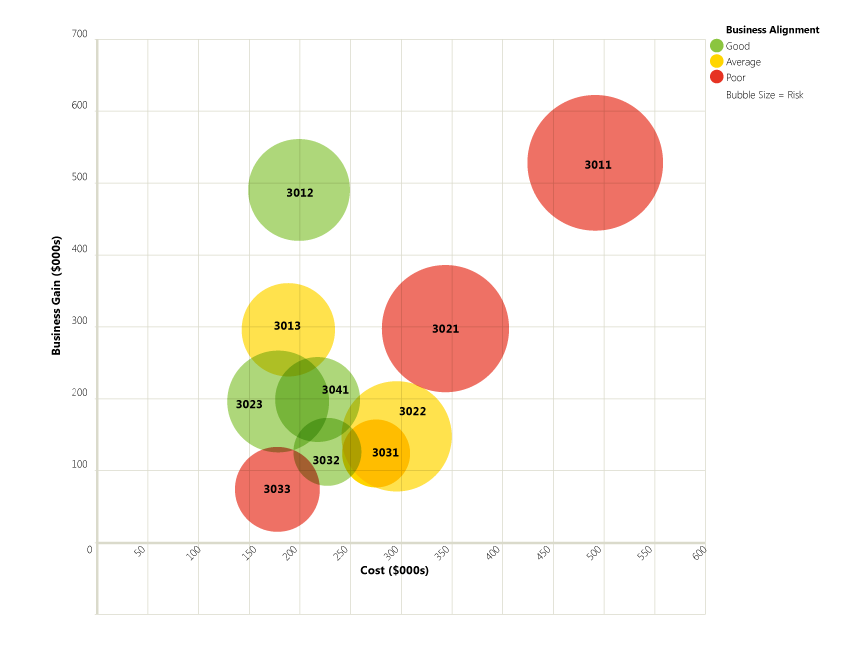 Business Alignment
Good
Average
Poor
Bubble Size = Risk
700
600
500
400
300
200
100
Business Gain ($000s)
3011
3012
3013
3021
3041
3023
3022
3031
3032
3033
0 50 100 150 200 250 300 350 400 450 500 550 600
Cost ($000s)